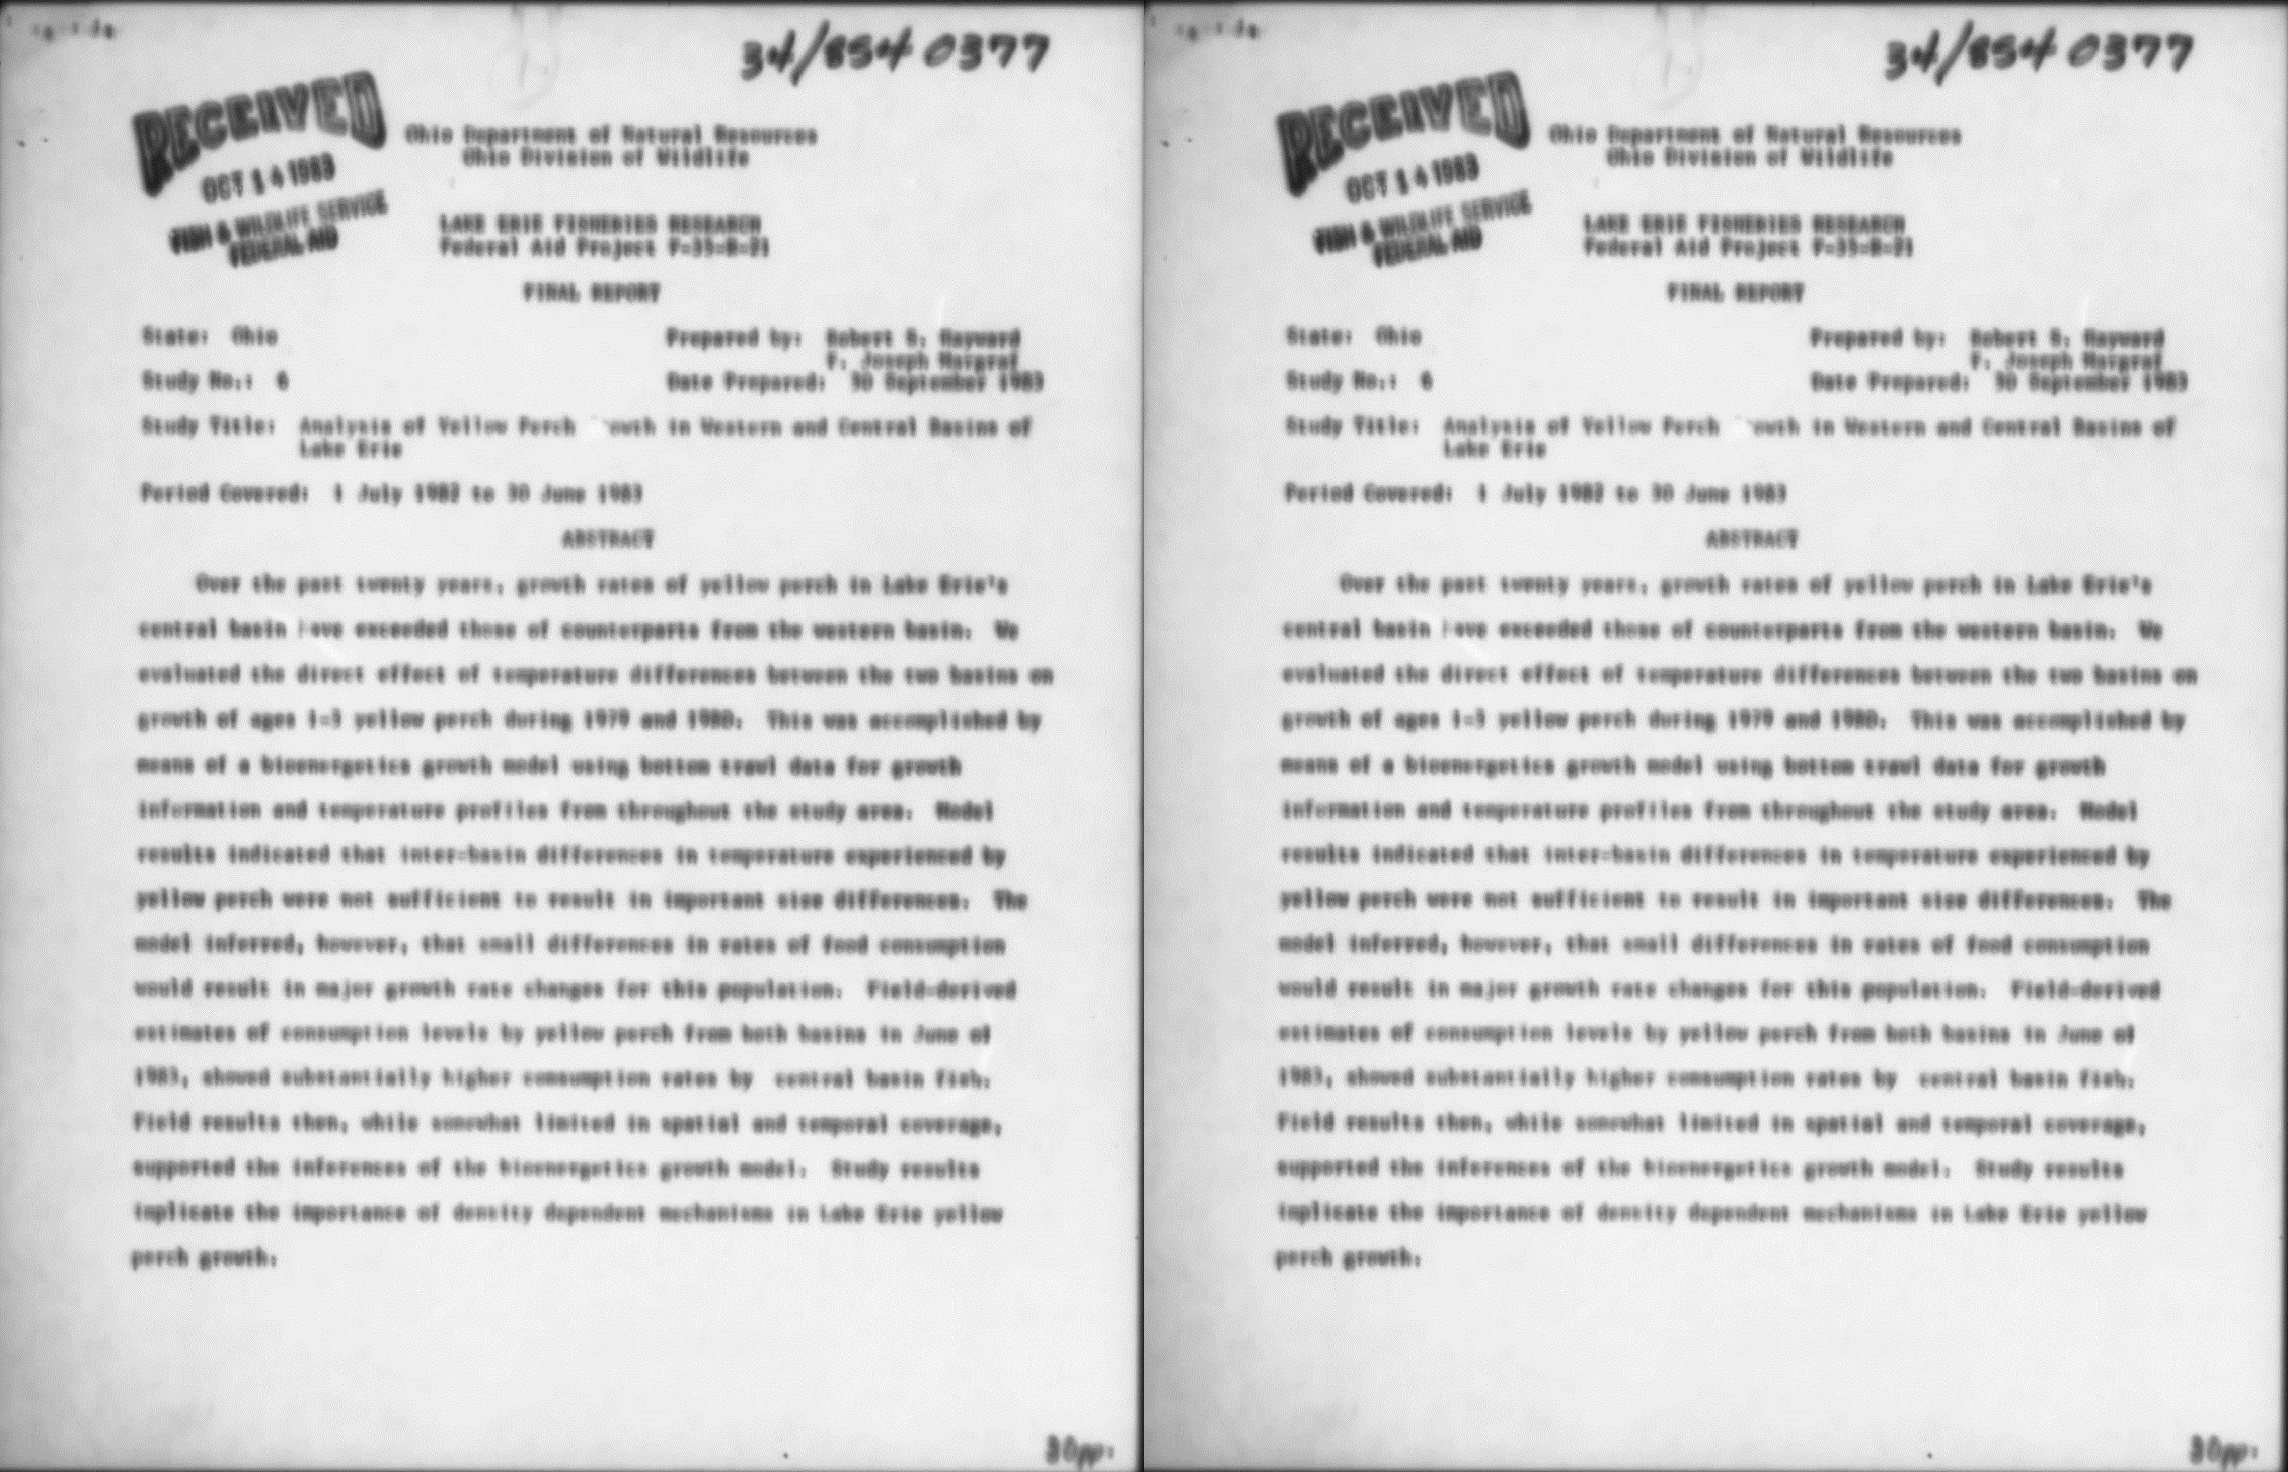 34/854 0377
RECEIVED
OCT 14 1983
FISH & WILDLIFE SERVICE
FEDERAL AID
Ohio Department of Natural Resources
Ohio Division of Wildlife
LAKE ERIE FISHERIES RESEARCH
Federal Aid Project F-35-R-21
FINAL REPORT
State: Ohio
Prepared by: Robert S. Hayward
F. Joseph Margraf
Study No.: 6
Date Prepared: 30 September 1983
Study Title: Analysis of Yellow Perch owth in Western and Central Basins of
Lake Erie
Period Covered: 1 July 1982 to 30 June 1983
ABSTRACT
Over the past twenty years, growth rates of yellow perch in Lake Erie's
central basin have exceeded those of counterparts from the western basin. We
evaluated the direct effect of temperature differences between the two basins on
growth of ages 1-3 yellow perch during 1979 and 1980. This was accomplished by
means of a bioenergetics growth model using bottom trawl data for growth
information and temperature profiles from throughout the study area. Model
results indicated that inter-basin differences in temperature experienced by
yellow perch were not sufficient to result in important size differences. The
model inferred, however, that small differences in rates of food consumption
would result in major growth rate changes for this population. Field-derived
estimates of consumption levels by yellow perch from both basins in June of
1983, showed substantially higher consumption rates by central basin fish.
Field results then, while somewhat limited in spatial and temporal coverage,
supported the inferences of the bioenergetics growth model. Study results
implicate the importance of density dependent mechanisms in Lake Erie yellow
perch growth.
30pp.
34/854 0377
RECEIVED
OCT 14 1983
FISH & WILDLIFE SERVICE
FEDERAL AID
Ohio Department of Natural Resources
Ohio Division of Wildlife
LAKE ERIE FISHERIES RESEARCH
Federal Aid Project F-35-R-21
FINAL REPORT
State: Ohio
Prepared by: Robert S. Hayward
F. Joseph Margraf
Study No.: 6
Date Prepared: 30 September 1983
Study Title: Analysis of Yellow Perch owth in Western and Central Basins of
Lake Erie
Period Covered: 1 July 1982 to 30 June 1983
ABSTRACT
Over the past twenty years, growth rates of yellow perch in Lake Erie's
central basin have exceeded those of counterparts from the western basin. We
evaluated the direct effect of temperature differences between the two basins on
growth of ages 1-3 yellow perch during 1979 and 1980. This was accomplished by
means of a bioenergetics growth model using bottom trawl data for growth
information and temperature profiles from throughout the study area. Model
results indicated that inter-basin differences in temperature experienced by
yellow perch were not sufficient to result in important size differences. The
model inferred, however, that small differences in rates of food consumption
would result in major growth rate changes for this population. Field-derived
estimates of consumption levels by yellow perch from both basins in June of
1983, showed substantially higher consumption rates by central basin fish.
Field results then, while somewhat limited in spatial and temporal coverage,
supported the inferences of the bioenergetics growth model. Study results
implicate the importance of density dependent mechanisms in Lake Erie yellow
perch growth.
30pp.